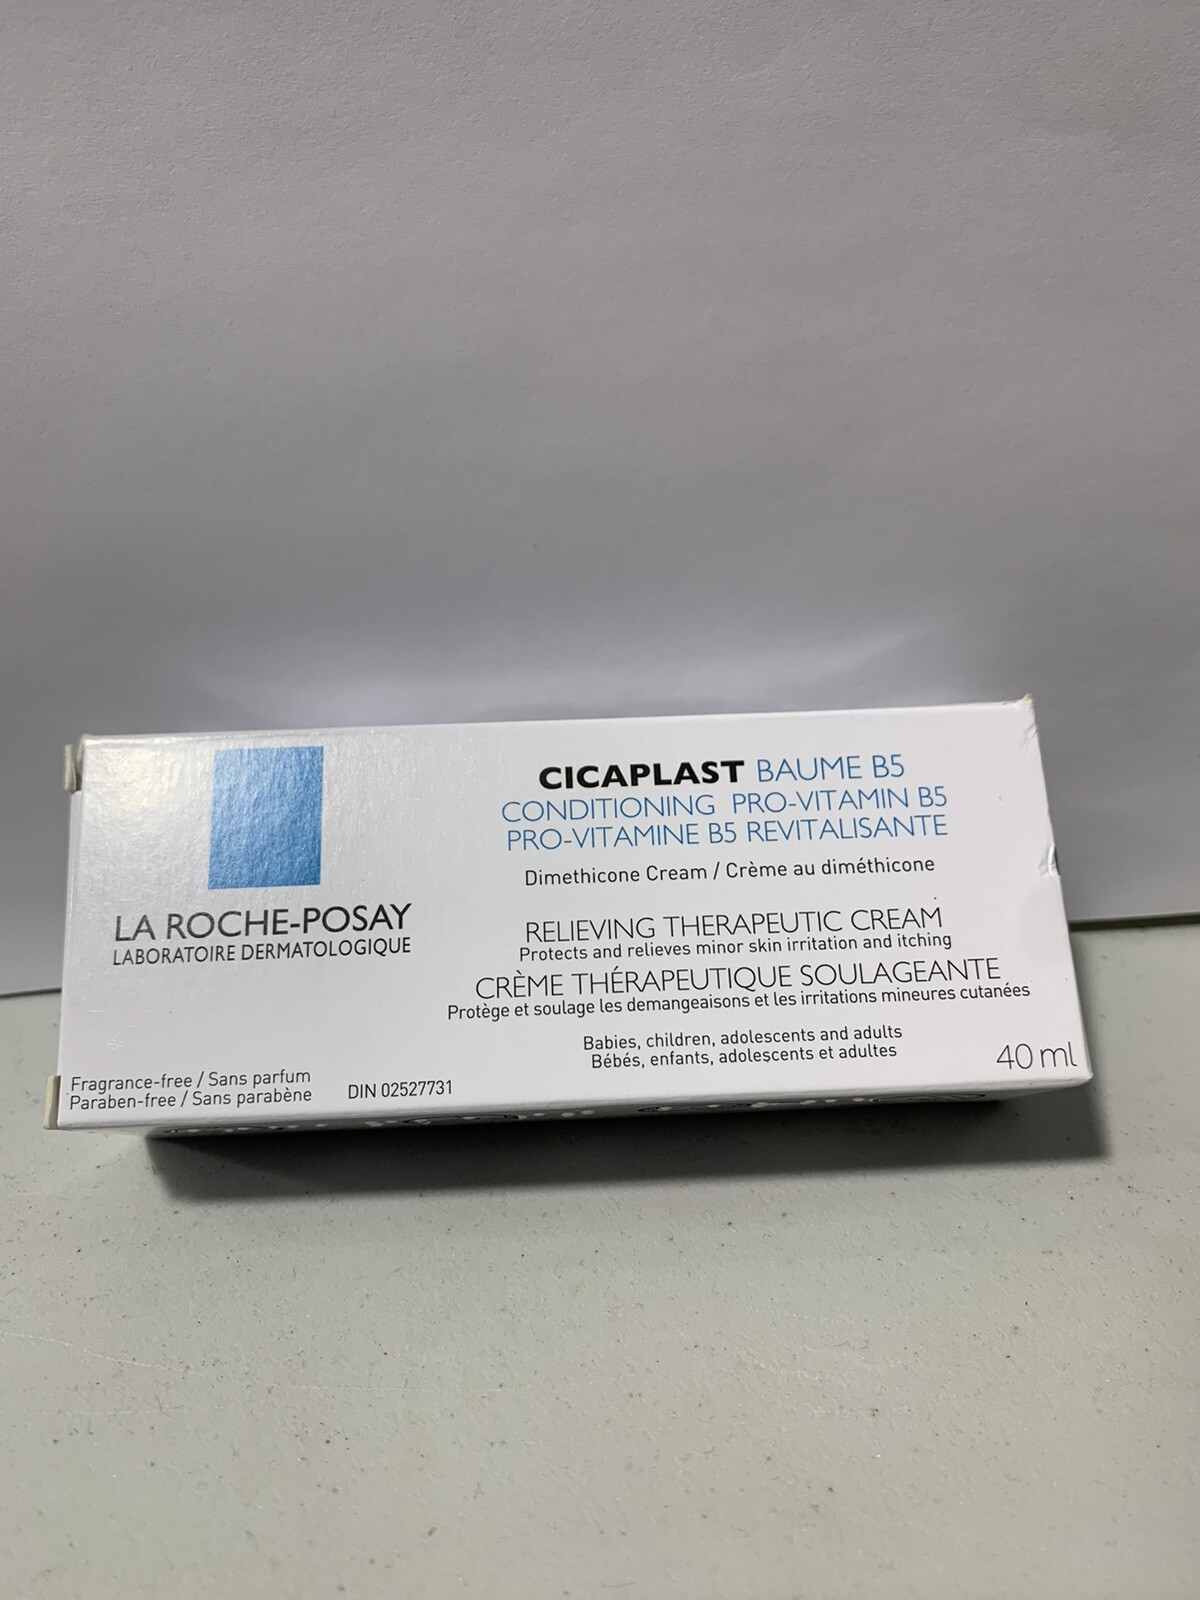 LA ROCHE-POSAY
LABORATOIRE DERMATOLOGIQUE
CICAPLAST BAUME B5
CONDITIONING PRO-VITAMIN B5
PRO-VITAMINE B5 REVITALISANTE
Dimethicone Cream / Crème au diméthicone
RELIEVING THERAPEUTIC CREAM
Protects and relieves minor skin irritation and itching
CRÈME THÉRAPEUTIQUE SOULAGEANTE
Protège et soulage les demangeaisons et les irritations mineures cutanées
Babies, children, adolescents and adults
Bébés, enfants, adolescents et adultes
40 ml
Fragrance-free / Sans parfum
Paraben-free / Sans parabène
DIN 02527731